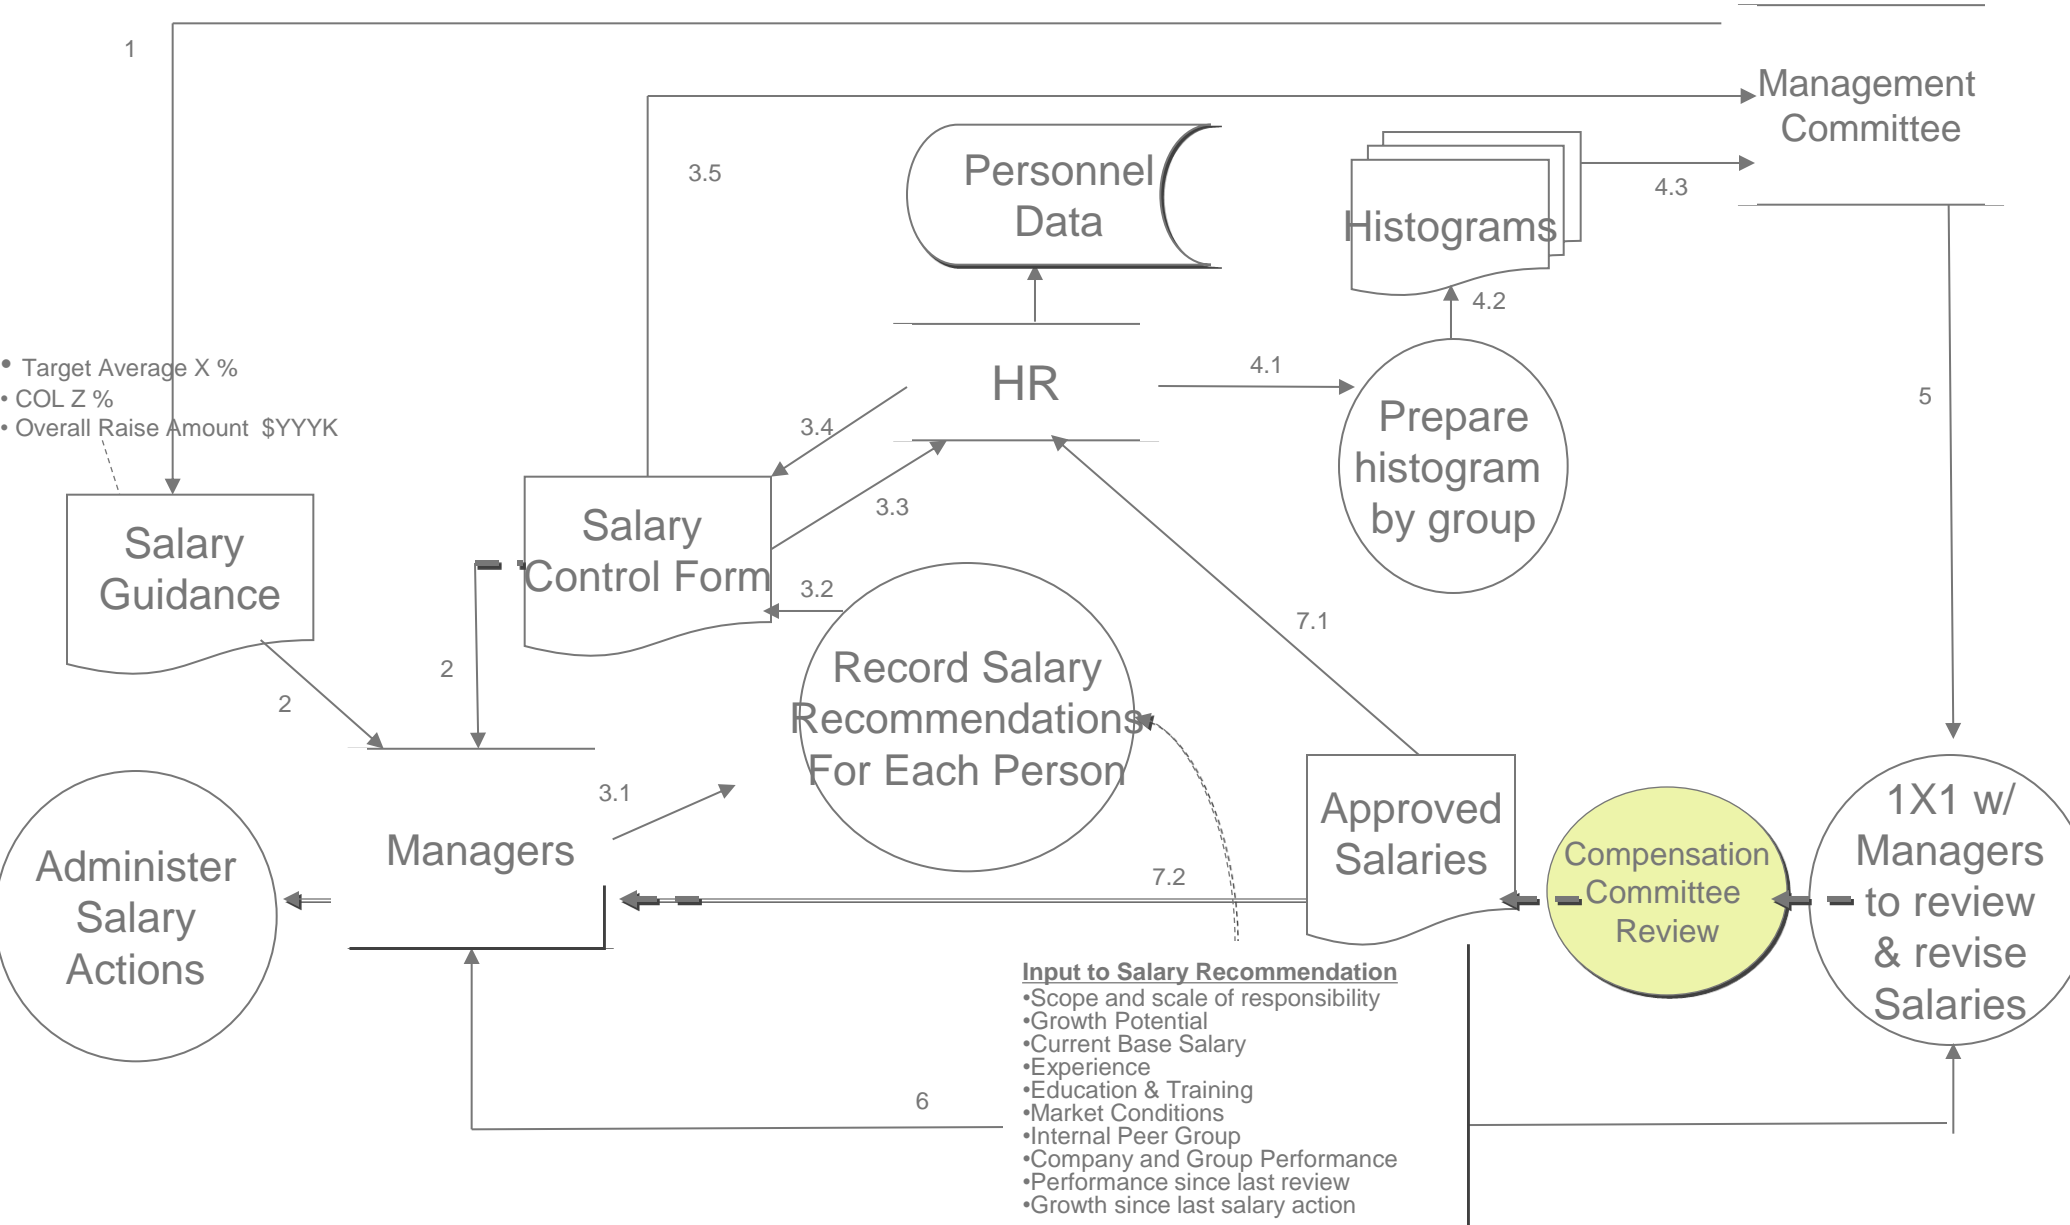 1
Management
Committee
3.5
Personnel
Data
4.3
Histograms
4.2
• Target Average X %
• COL Z %
• Overall Raise Amount  $YYYK
HR
4.1
5
3.4
Prepare
histogram
by group
3.3
Salary
Guidance
Salary
Control Form
3.2
7.1
2
2
Record Salary
Recommendations
For Each Person
3.1
Managers
Administer
Salary
Actions
7.2
Approved
Salaries
Compensation
Committee
Review
1X1 w/
Managers
to review
& revise
Salaries
6
Input to Salary Recommendation
•Scope and scale of responsibility
•Growth Potential
•Current Base Salary
•Experience
•Education & Training
•Market Conditions
•Internal Peer Group
•Company and Group Performance
•Performance since last review
•Growth since last salary action